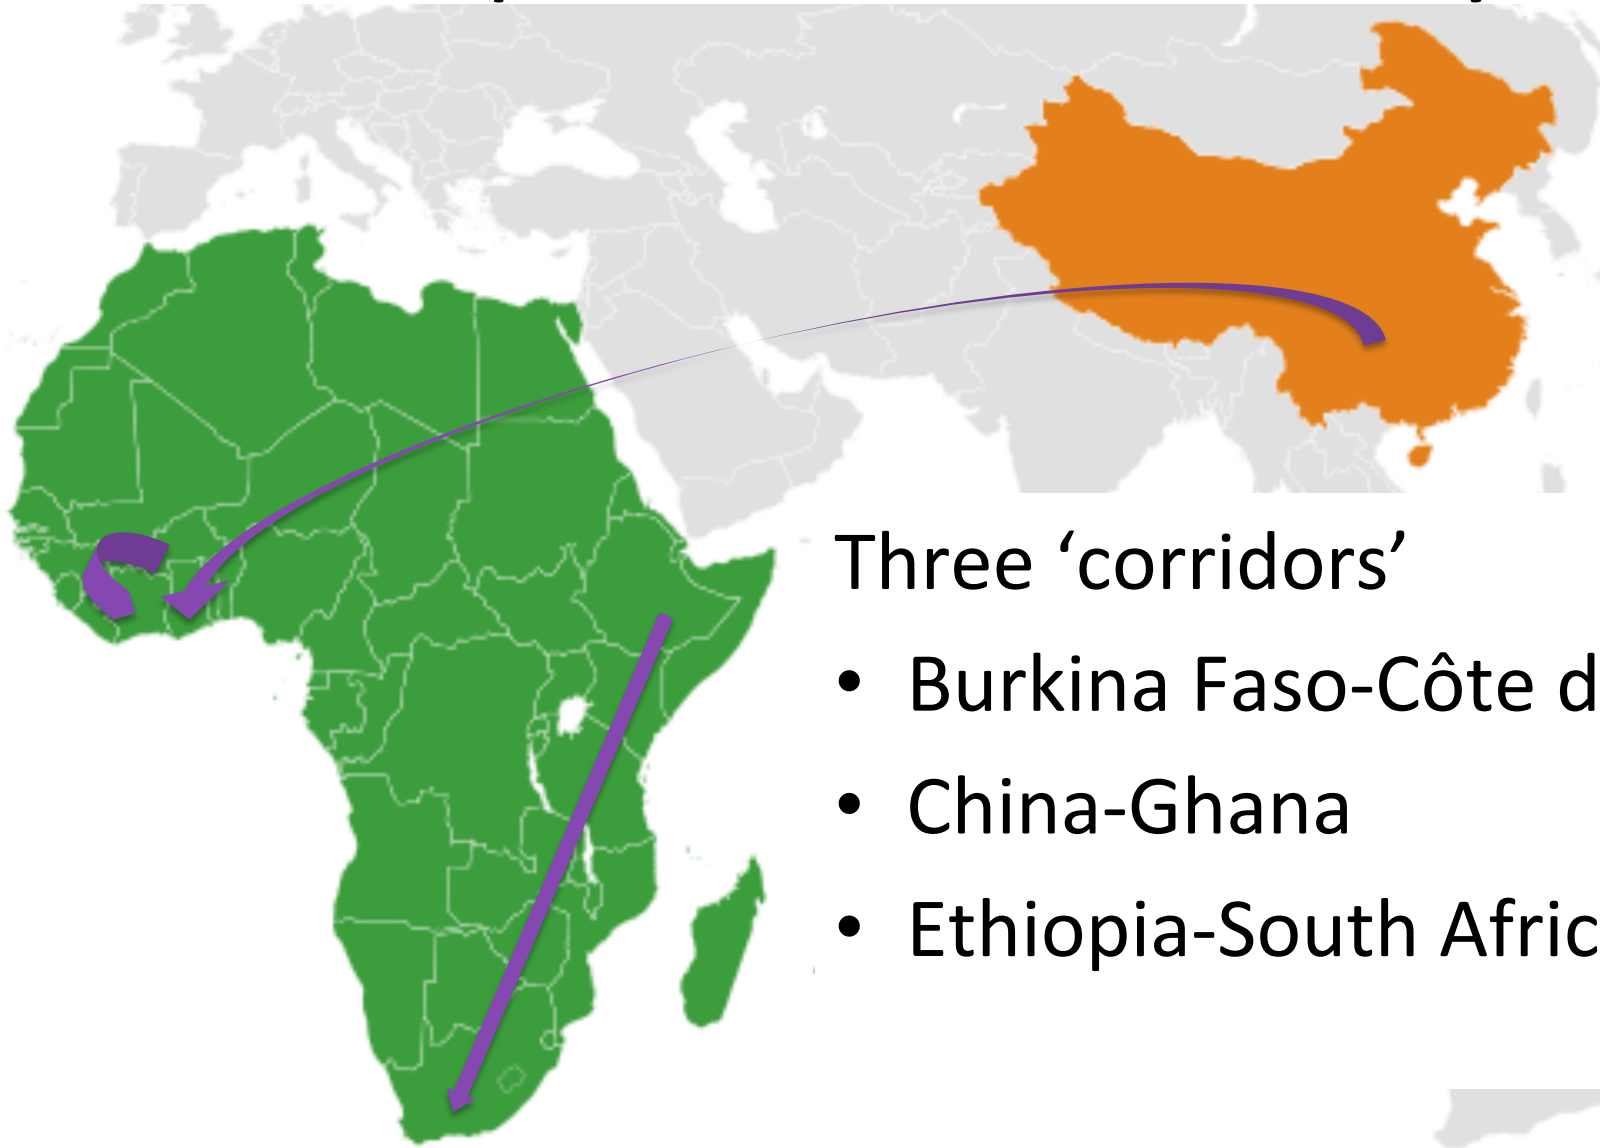 Three ‘corridors’
• Burkina Faso-Côte d
• China-Ghana
• Ethiopia-South Afric